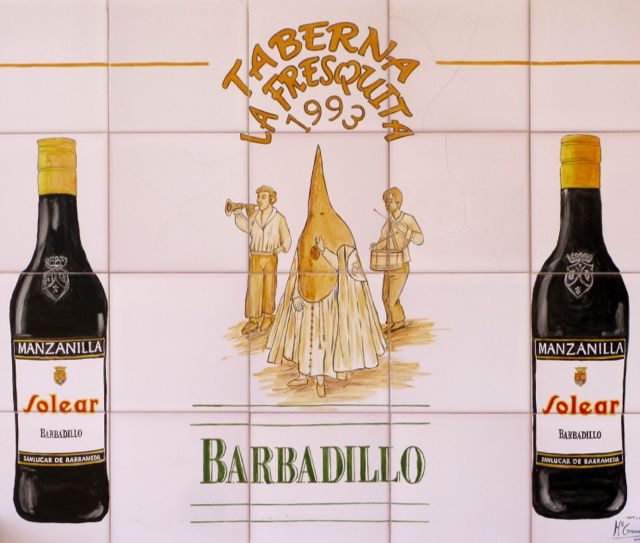 TABERNA
LA FRESQUITA
1993
MANZANILLA
Solear
BARBADILLO
SANLUCAR DE BARRAMEDA
MANZANILLA
Solear
BARBADILLO
SANLUCAR DE BARRAMEDA
BARBADILLO